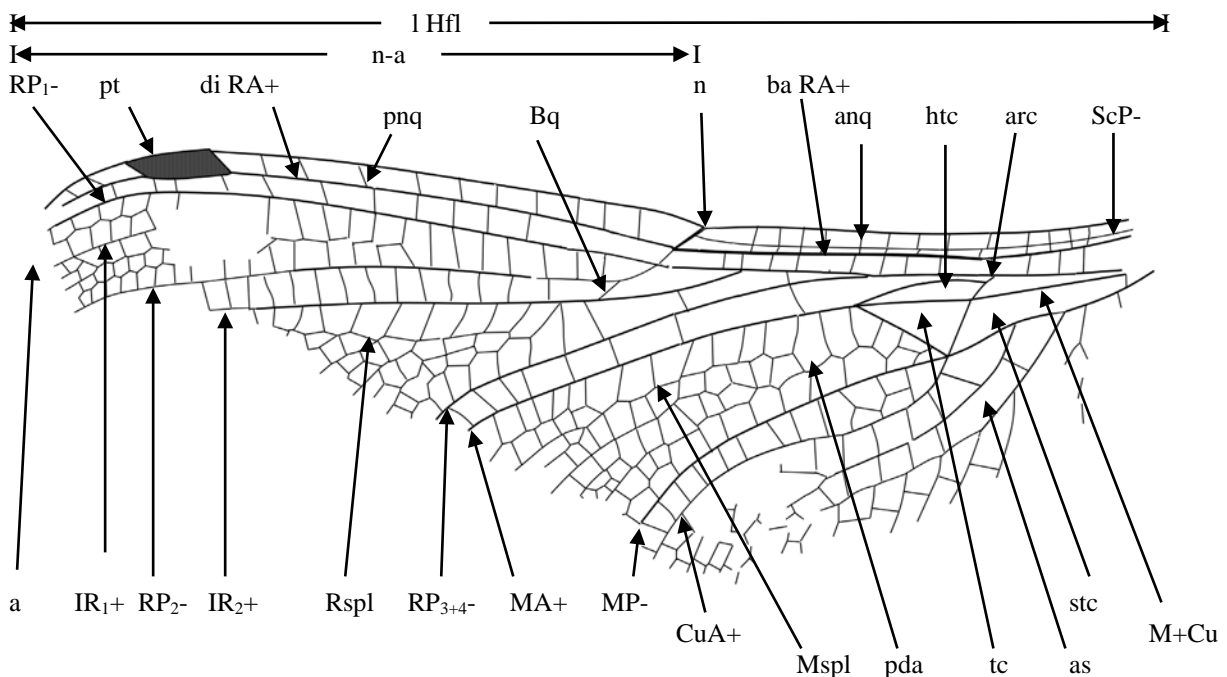 I l Hfl I
I n-a I
RP₁- pt di RA+ n ba RA+
pnq Bq anq htc arc ScP-
a IR₁+ RP₂- IR₂+ Rspl RP₃₊₄- MA+ MP- stc
CuA+ M+Cu
Mspl pda tc as